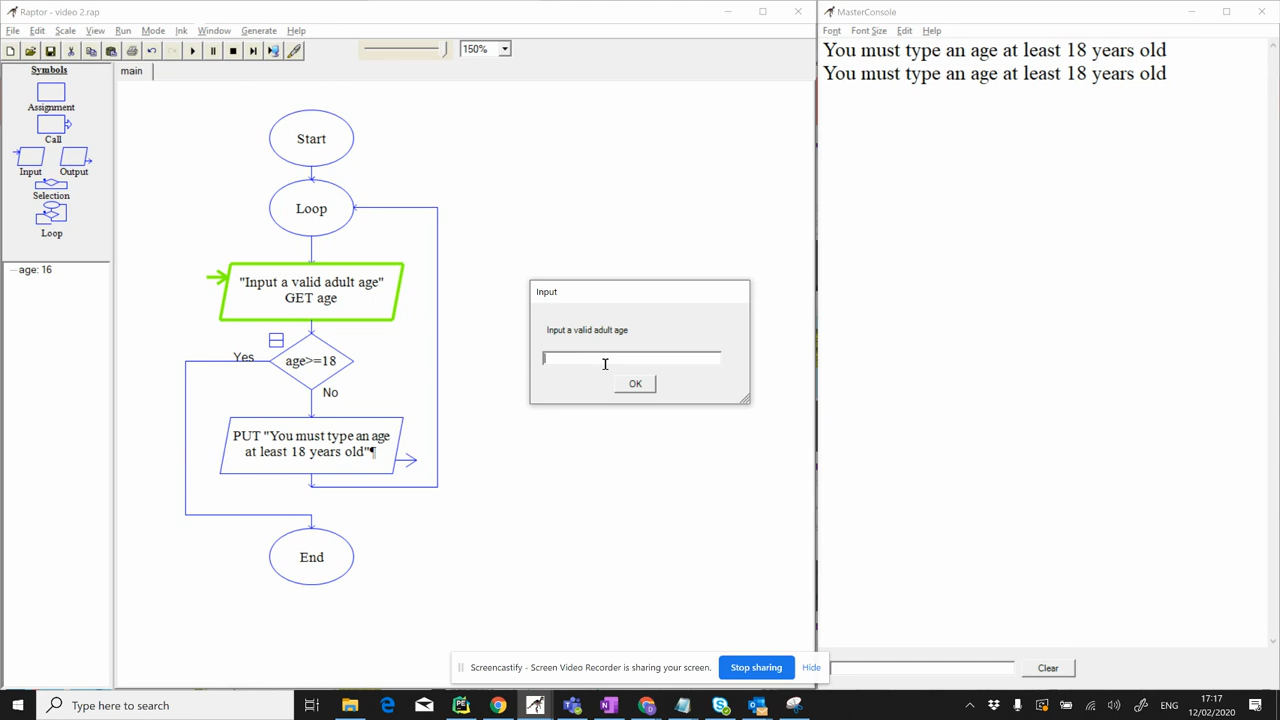 Raptor - video 2.rap
File Edit Scale View Run Mode Ink Window Generate Help
150%
Symbols
Assignment
Call
Input Output
Selection
Loop
age: 16
main
Start
Loop
"Input a valid adult age"
GET age
Yes
age>=18
No
PUT "You must type an age
at least 18 years old"¶
End
Input
Input a valid adult age
OK
MasterConsole
Font Font Size Edit Help
You must type an age at least 18 years old
You must type an age at least 18 years old
Clear
Screencastify - Screen Video Recorder is sharing your screen.
Stop sharing
Hide
Type here to search
ENG
17:17
12/02/2020